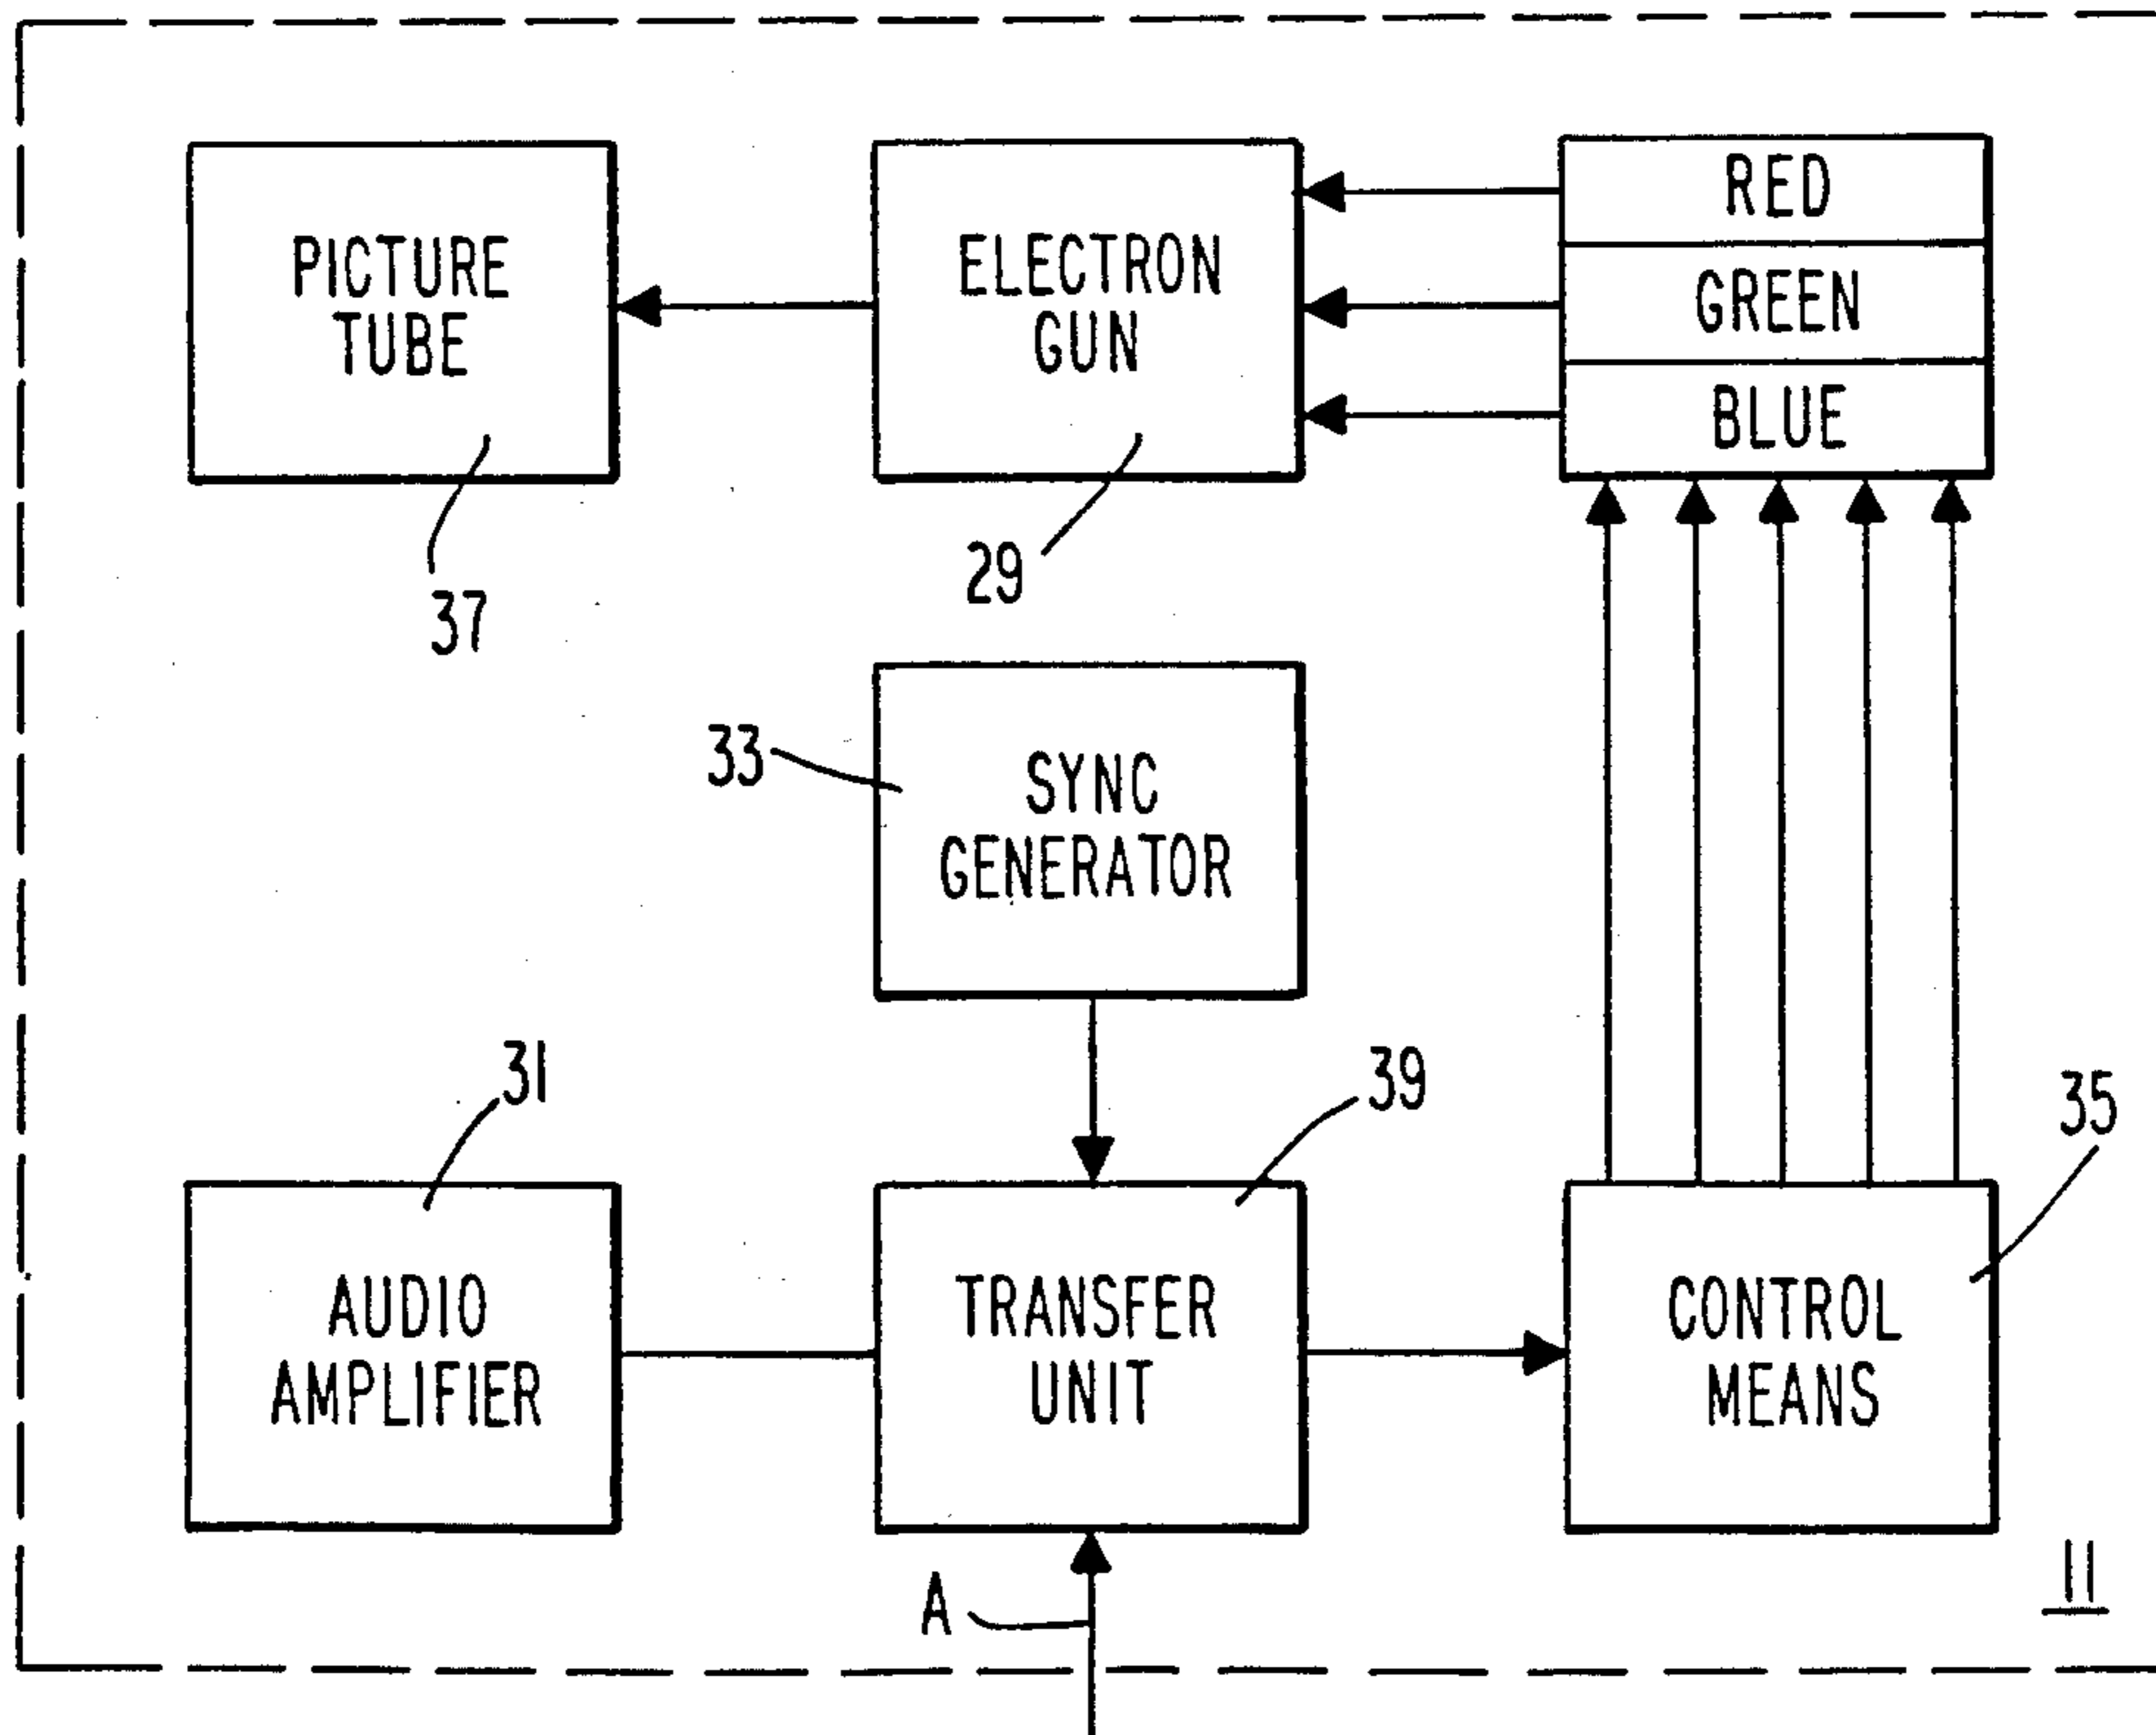 PICTURE
TUBE
37
ELECTRON
GUN
29
RED
GREEN
BLUE
33
SYNC
GENERATOR
31
AUDIO
AMPLIFIER
39
TRANSFER
UNIT
35
CONTROL
MEANS
A
11